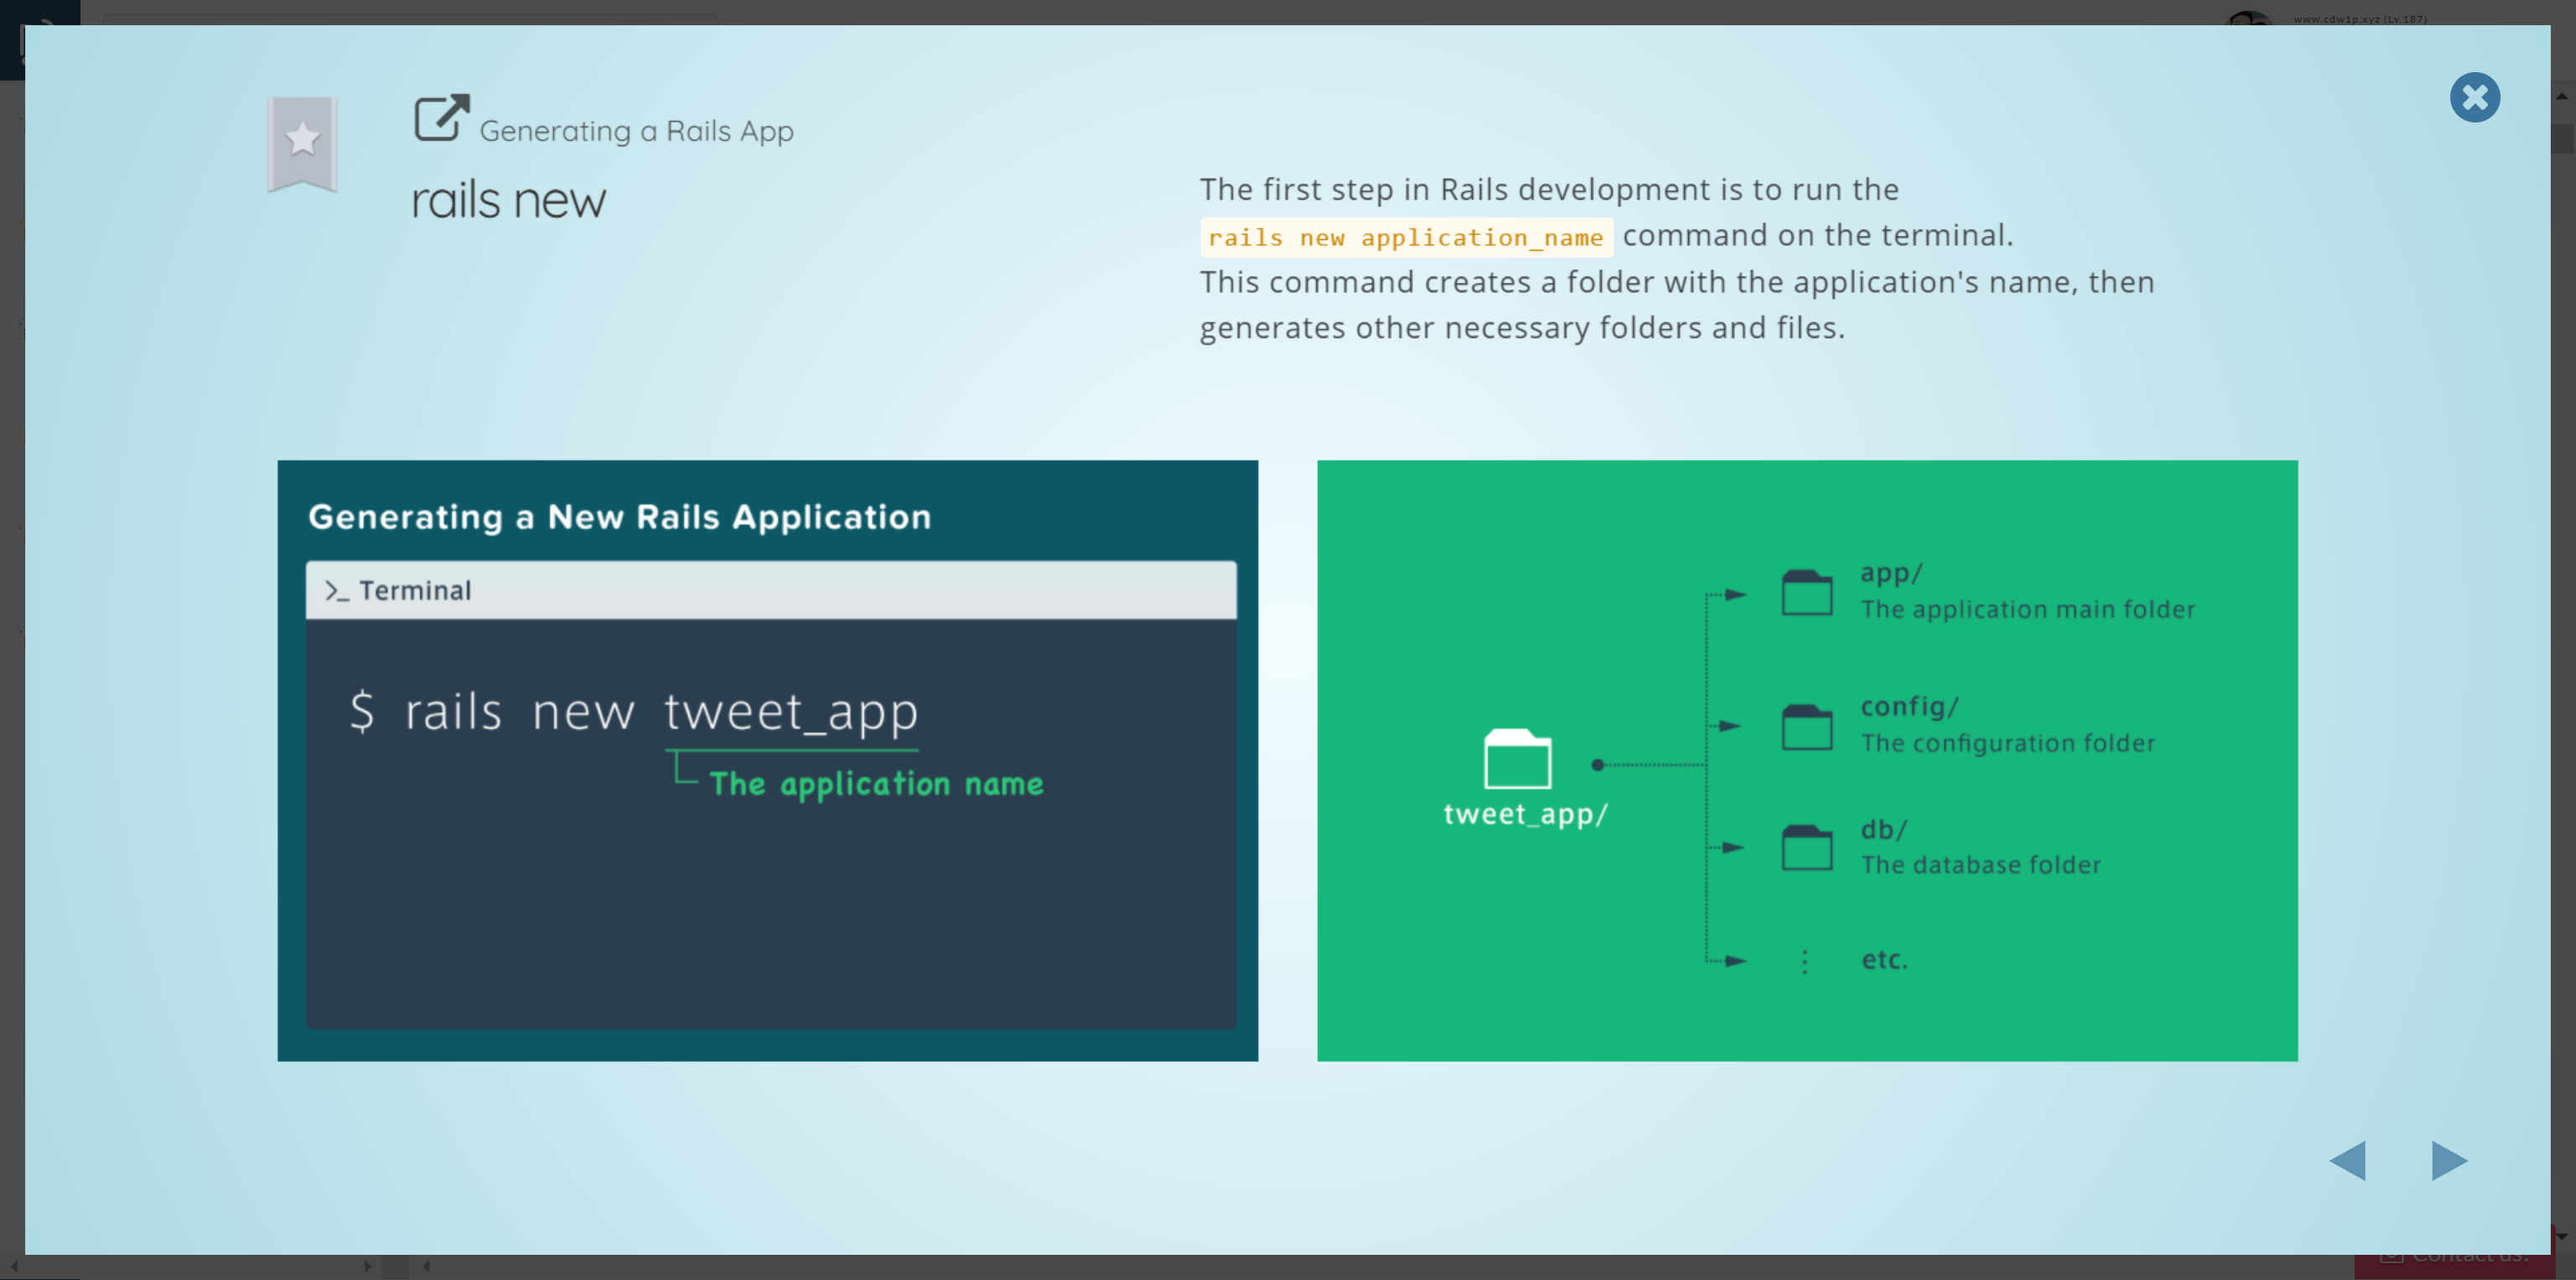 www.cdw1p.xyz (Lv.187)
Generating a Rails App
rails new
The first step in Rails development is to run the
rails new application_name command on the terminal.
This command creates a folder with the application's name, then
generates other necessary folders and files.
Generating a New Rails Application
>_ Terminal
$ rails new tweet_app
The application name
tweet_app/
app/
The application main folder
config/
The configuration folder
db/
The database folder
etc.
Contact us!